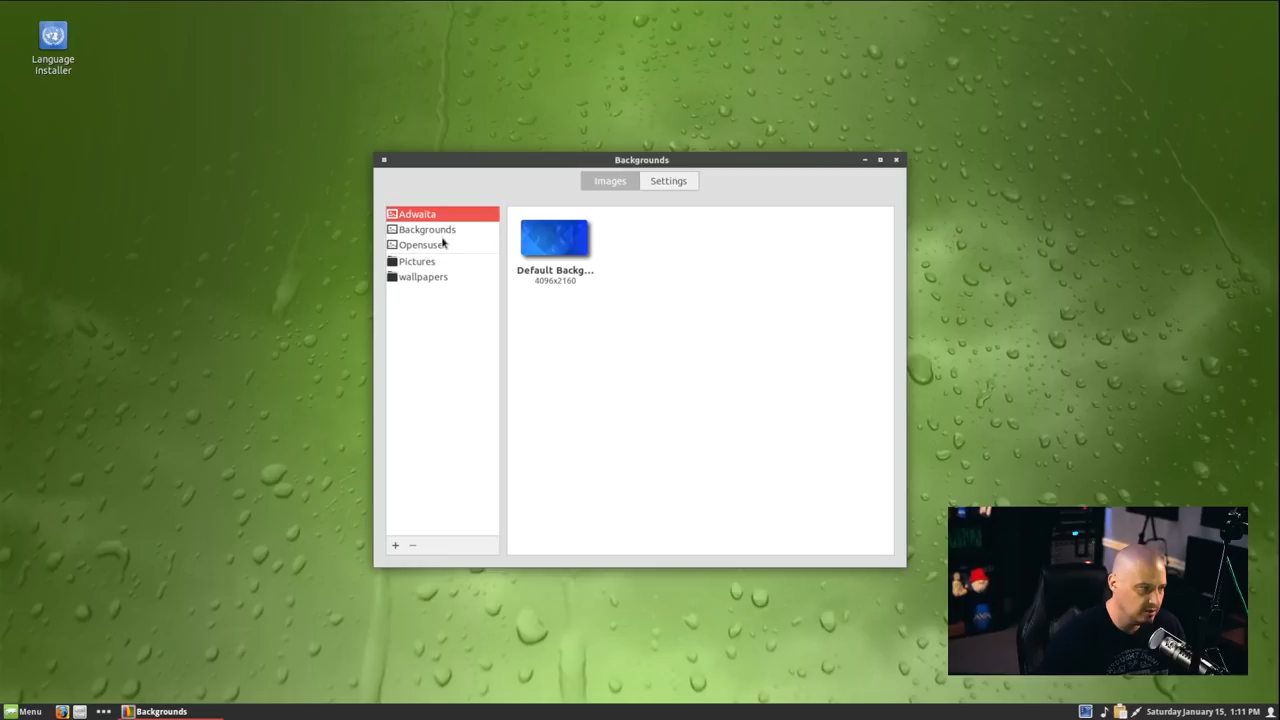 Language
Installer
Backgrounds
Images
Settings
Adwaita
Backgrounds
Opensuse
Pictures
wallpapers
Default Backg...
4096x2160
Menu
Backgrounds
Saturday January 15, 1:11 PM